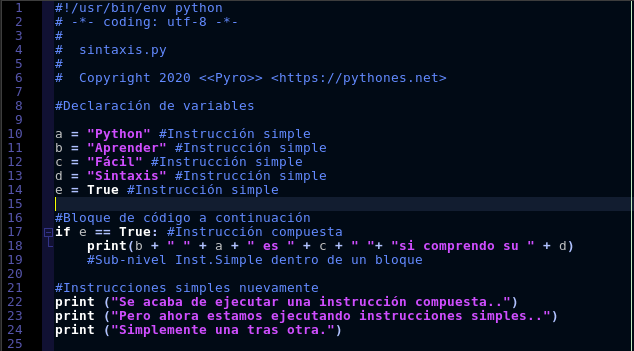 1 #!/usr/bin/env python
2 # -*- coding: utf-8 -*-
3 #
4 #  sintaxis.py
5 #
6 #  Copyright 2020 <<Pyro>> <https://pythones.net>
7
8 #Declaración de variables
9
10 a = "Python" #Instrucción simple
11 b = "Aprender" #Instrucción simple
12 c = "Fácil" #Instrucción simple
13 d = "Sintaxis" #Instrucción simple
14 e = True #Instrucción simple
15
16 #Bloque de código a continuación
17 if e == True: #Instrucción compuesta
18     print(b + " " + a + " es " + c + " "+ "si comprendo su " + d)
19     #Sub-nivel Inst.Simple dentro de un bloque
20
21 #Instrucciones simples nuevamente
22 print ("Se acaba de ejecutar una instrucción compuesta..")
23 print ("Pero ahora estamos ejecutando instrucciones simples..")
24 print ("Simplemente una tras otra.")
25